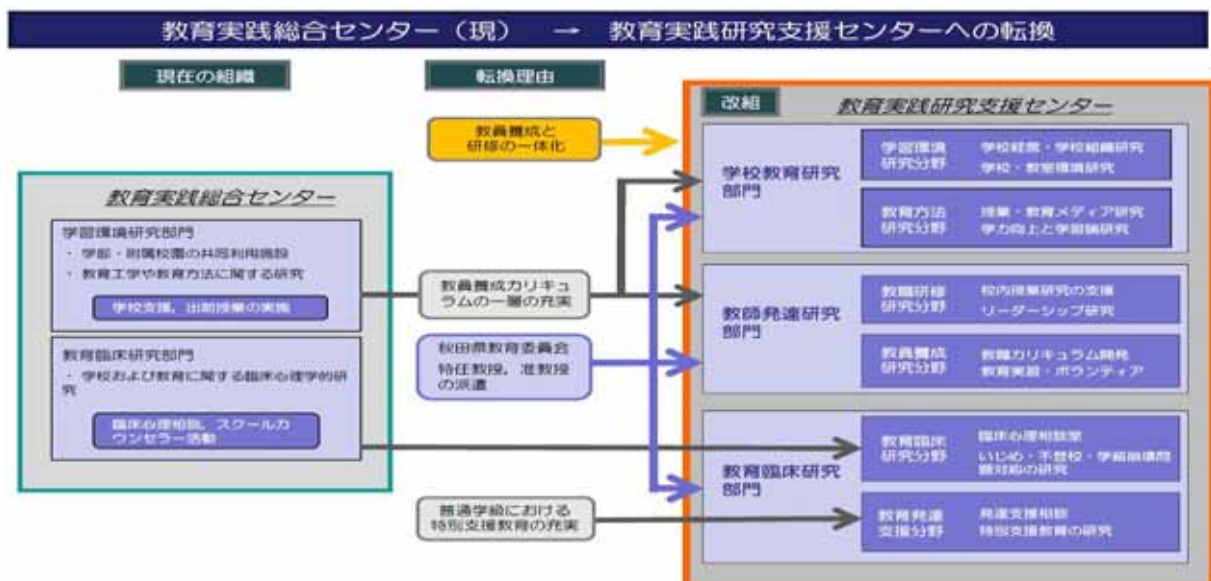 教育実践総合センター（現）　→　教育実践研究支援センターへの転換
現在の組織
転換理由
改組
教育実践研究支援センター
教育実践総合センター
学習環境研究部門
・ 学部・附属校園の共同利用施設
・ 教育工学や教育方法に関する研究
学校支援，出前授業の実施
教育臨床研究部門
・学校および教育に関する臨床心理学的研
究
臨床心理相談，スクールカ
ウンセラー活動
教員養成と
研修の一体化
教員養成カリキュ
ラムの一層の充実
秋田県教育委員会
特任教授，准教授
の派遣
普通学級における
特別支援教育の充実
学校教育研究
部門
学習環境
研究分野
学校経営・学校組織研究
学校・教室環境研究
教育方法
研究分野
授業・教育メディア研究
学力向上と学習論研究
教師発達研究
部門
教職研修
研究分野
校内授業研究の支援
リーダーシップ研究
教員養成
研究分野
教職カリキュラム開発
教育実習・ボランティア
教育臨床研究
部門
教育臨床
研究分野
臨床心理相談室
いじめ・不登校・学級崩壊問
題対応の研究
教育発達
支援分野
発達支援相談
特別支援教育の研究